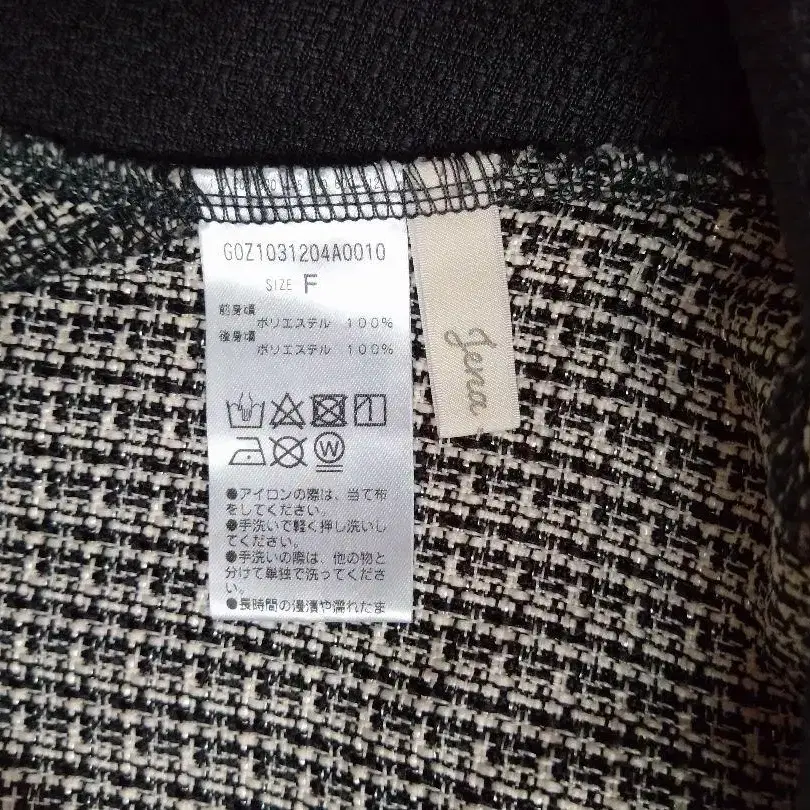 G0Z1031204A0010
SIZE F
前身頃
ポリエステル 100%
後身頃
ポリエステル 100%
W
●アイロンの際は、当て布
をしてください。
●手洗いで軽く押し洗いし
てください。
●手洗いの際は、他の物と
分けて単独で洗ってくださ
い。
●長時間の浸漬や濡れたま
Jena